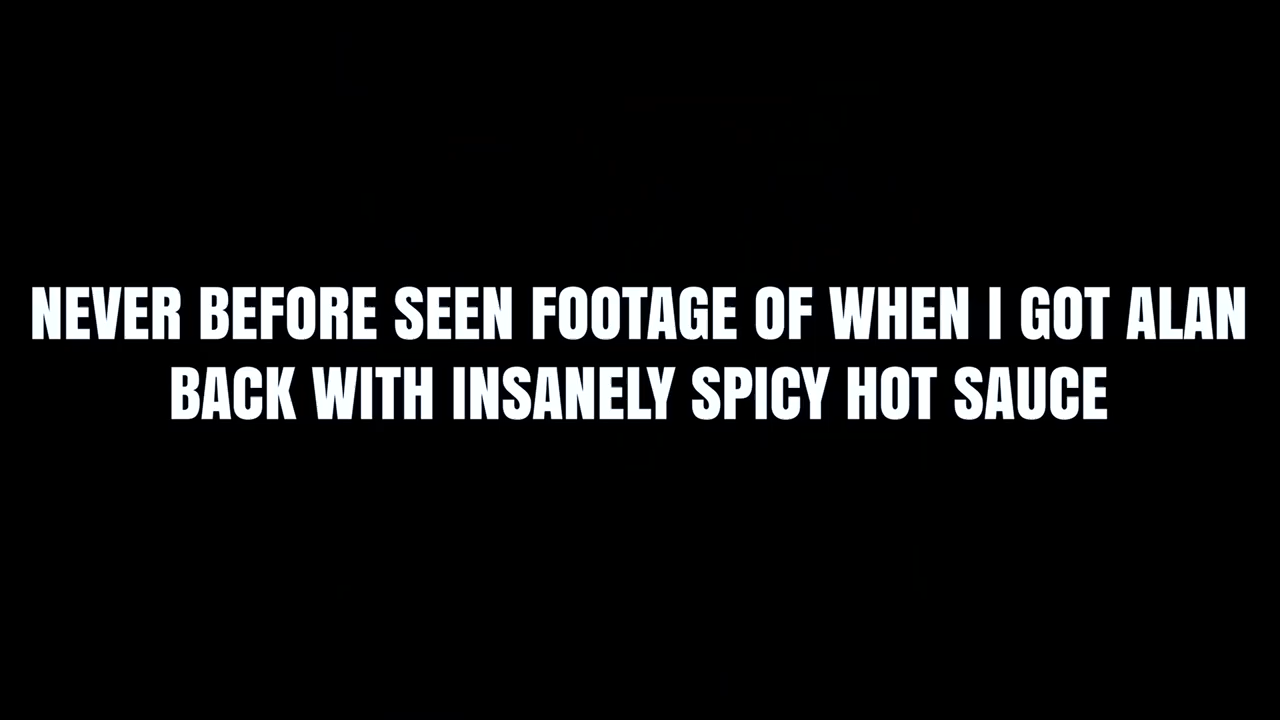 NEVER BEFORE SEEN FOOTAGE OF WHEN I GOT ALAN
BACK WITH INSANELY SPICY HOT SAUCE